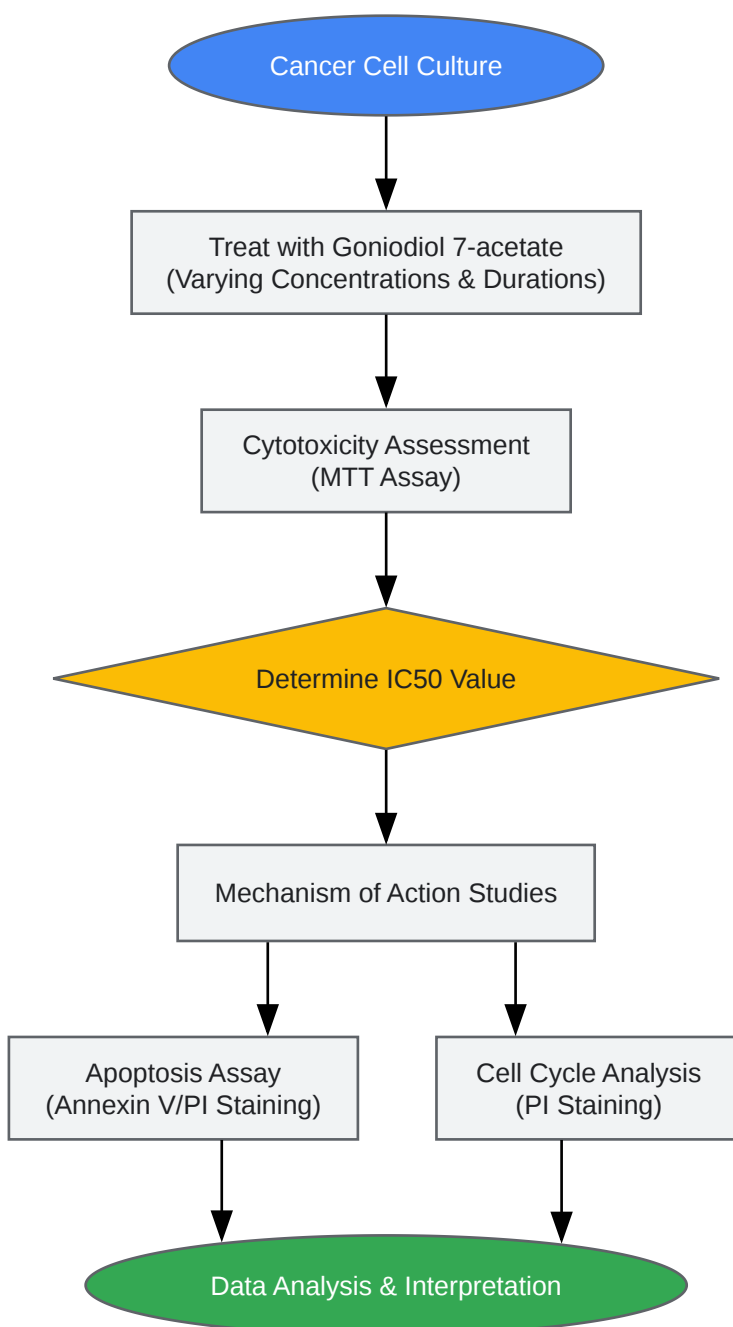 Cancer Cell Culture
Treat with Goniodiol 7-acetate
(Varying Concentrations & Durations)
Cytotoxicity Assessment
(MTT Assay)
Determine IC50 Value
Mechanism of Action Studies
Apoptosis Assay
(Annexin V/PI Staining)
Cell Cycle Analysis
(PI Staining)
Data Analysis & Interpretation